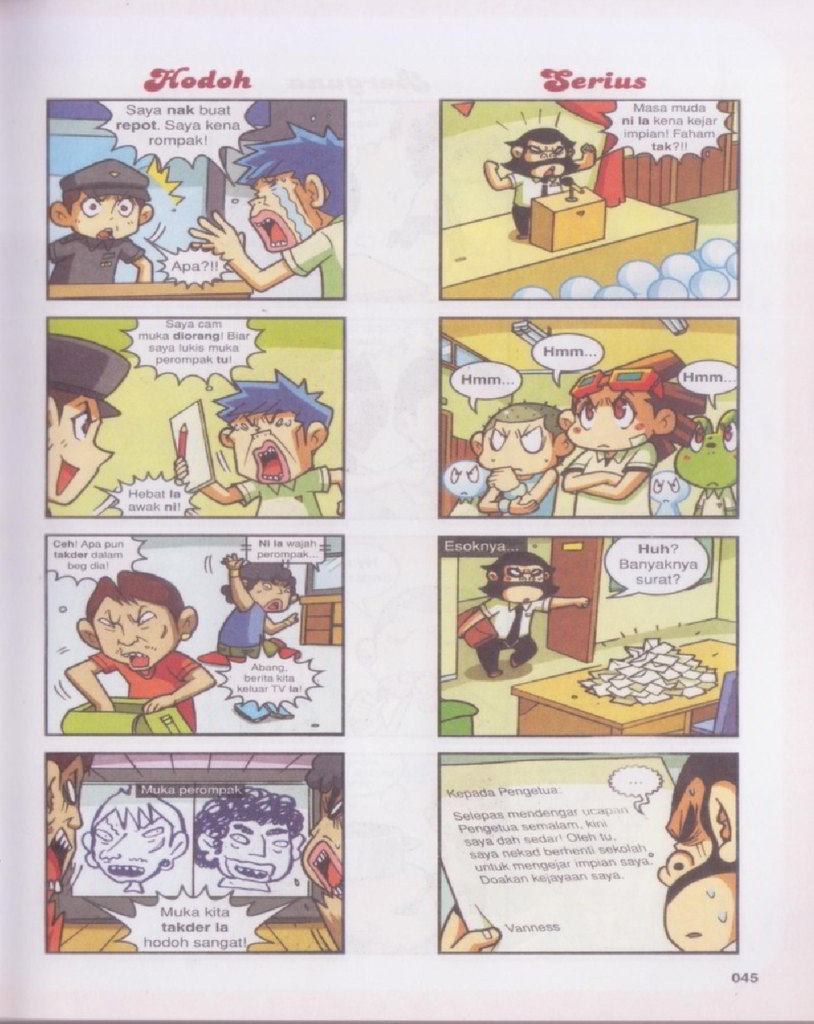 Hodoh
Saya nak buat
repot. Saya kena
rompak!
Apa?!!
Saya cam
muka diorang! Biar
saya lukis muka
perompak tu!
Hebat la
awak ni!
Ceh! Apa pun
takder dalam
beg dia!
Ni la wajah
perompak...
Abang,
berita kita
keluar TV la!
Muka perompak
Muka kita
takder la
hodoh sangat!
Serius
Masa muda
ni la kena kejar
impian! Faham
tak?!!
Hmm...
Hmm...
Hmm...
Esoknya...
Huh?
Banyaknya
surat?
Kepada Pengetua.
Selepas mendengar ucapan
Pengetua semalam, kini
saya dah sedar! Oleh tu,
saya nekad berhenti sekolah
untuk mengejar impian saya.
Doakan kejayaan saya.
Vanness
...
045